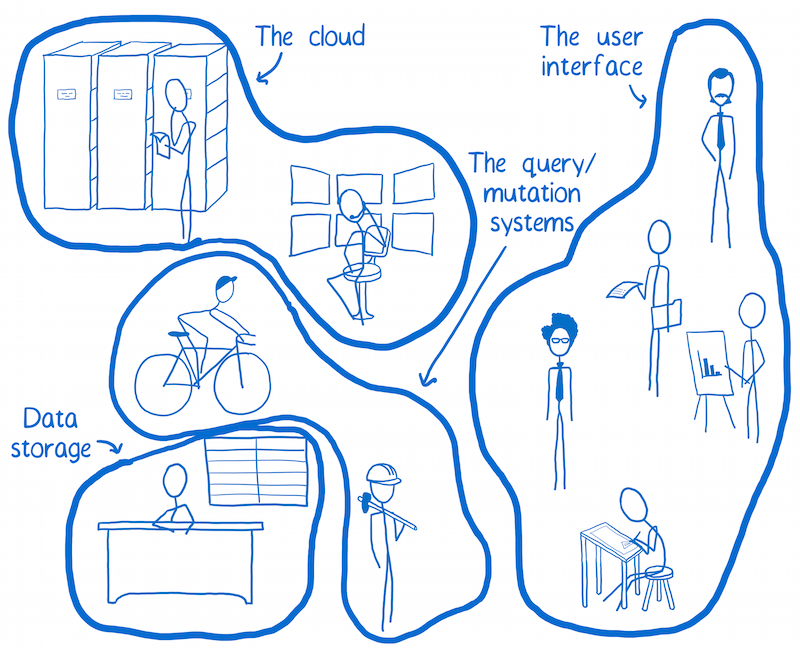 The cloud
The user
interface
The query/
mutation
systems
Data
storage